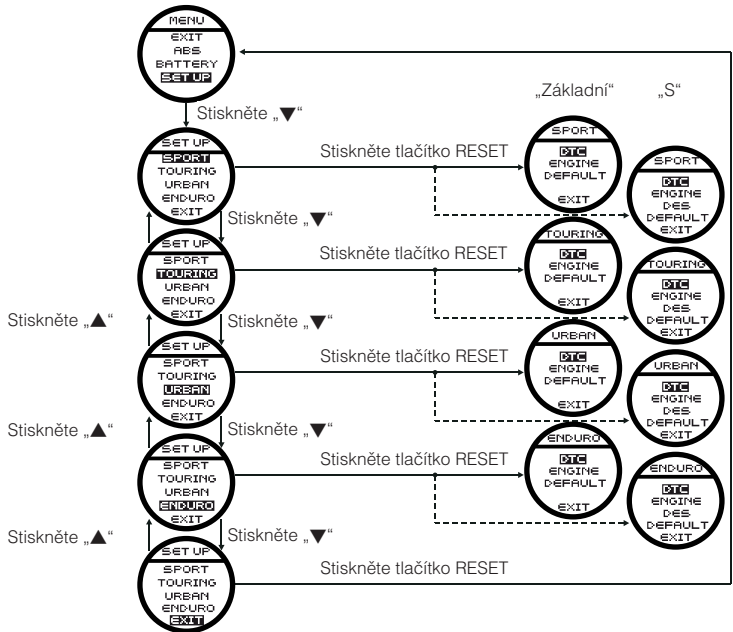 MENU
EXIT
ABS
BATTERY
SET UP
Stiskněte „▼“
„Základní“
„S“
SET UP
SPORT
TOURING
URBAN
ENDURO
EXIT
Stiskněte tlačítko RESET
SPORT
DTC
ENGINE
DEFAULT
EXIT
SPORT
DTC
ENGINE
DES
DEFAULT
EXIT
Stiskněte „▼“
SET UP
SPORT
TOURING
URBAN
ENDURO
EXIT
Stiskněte tlačítko RESET
TOURING
DTC
ENGINE
DEFAULT
EXIT
TOURING
DTC
ENGINE
DES
DEFAULT
EXIT
Stiskněte „▲“
Stiskněte „▼“
SET UP
SPORT
TOURING
URBAN
ENDURO
EXIT
Stiskněte tlačítko RESET
URBAN
DTC
ENGINE
DEFAULT
EXIT
URBAN
DTC
ENGINE
DES
DEFAULT
EXIT
Stiskněte „▲“
Stiskněte „▼“
SET UP
SPORT
TOURING
URBAN
ENDURO
EXIT
Stiskněte tlačítko RESET
ENDURO
DTC
ENGINE
DEFAULT
EXIT
ENDURO
DTC
ENGINE
DES
DEFAULT
EXIT
Stiskněte „▲“
Stiskněte „▼“
SET UP
SPORT
TOURING
URBAN
ENDURO
EXIT
Stiskněte tlačítko RESET